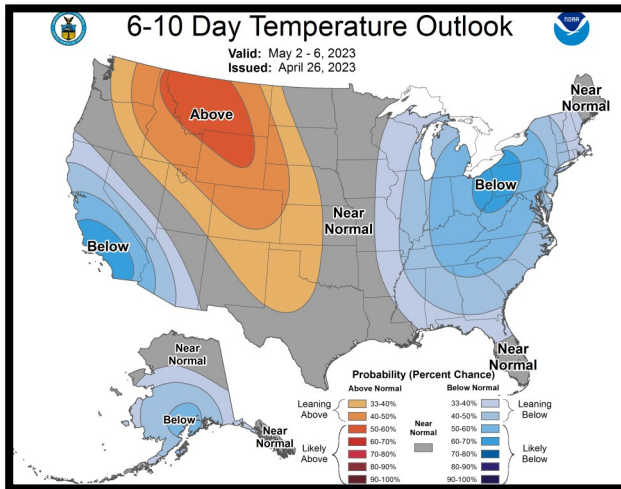 6-10 Day Temperature Outlook
Valid: May 2 - 6, 2023
Issued: April 26, 2023
NOAA
Near
Normal
Above
Below
Near
Normal
Below
Near
Normal
Near
Normal
Below
Near
Normal
Probability (Percent Chance)
Above Normal
Below Normal
Leaning
Above
33-40%
40-50%
Likely
Above
50-60%
60-70%
70-80%
80-90%
90-100%
Near
Normal
33-40%
40-50%
Leaning
Below
50-60%
60-70%
70-80%
80-90%
90-100%
Likely
Below